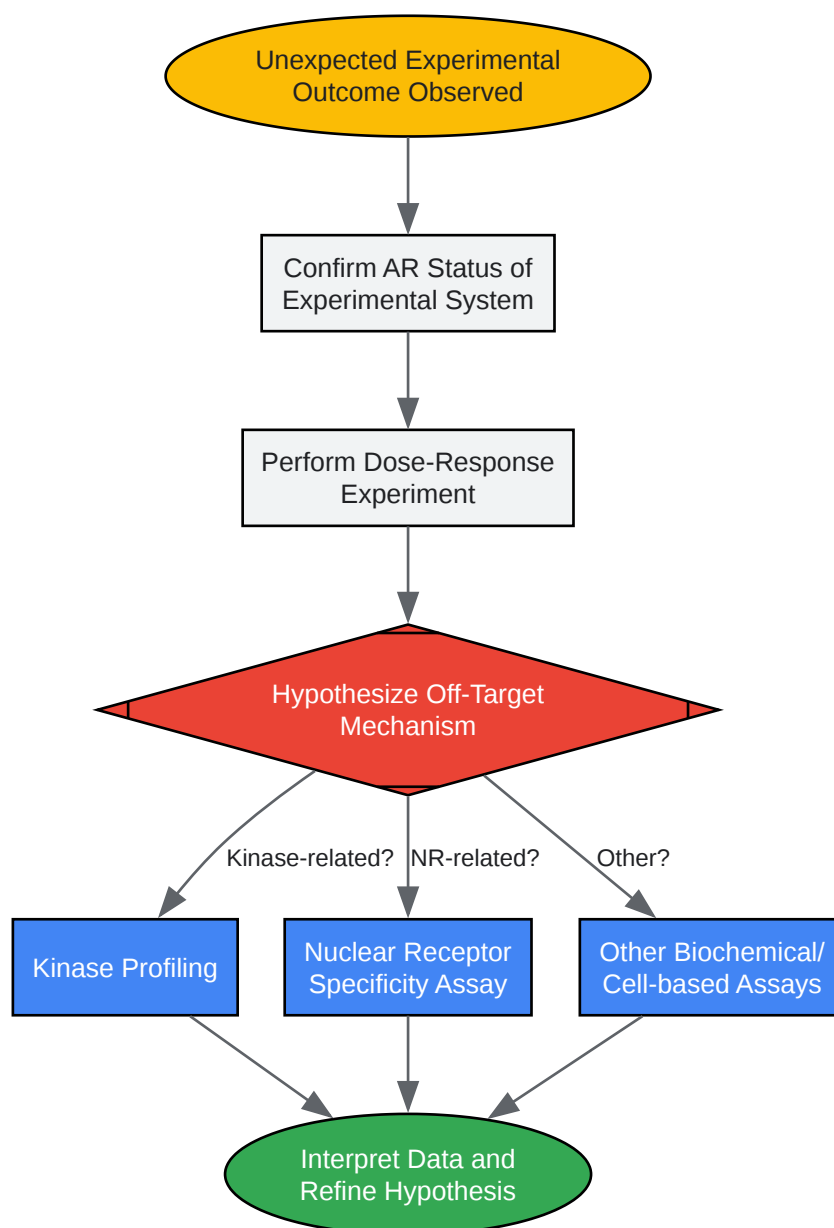 Unexpected Experimental
Outcome Observed
Confirm AR Status of
Experimental System
Perform Dose-Response
Experiment
Hypothesize Off-Target
Mechanism
Kinase-related?
NR-related?
Other?
Kinase Profiling
Nuclear Receptor
Specificity Assay
Other Biochemical/
Cell-based Assays
Interpret Data and
Refine Hypothesis